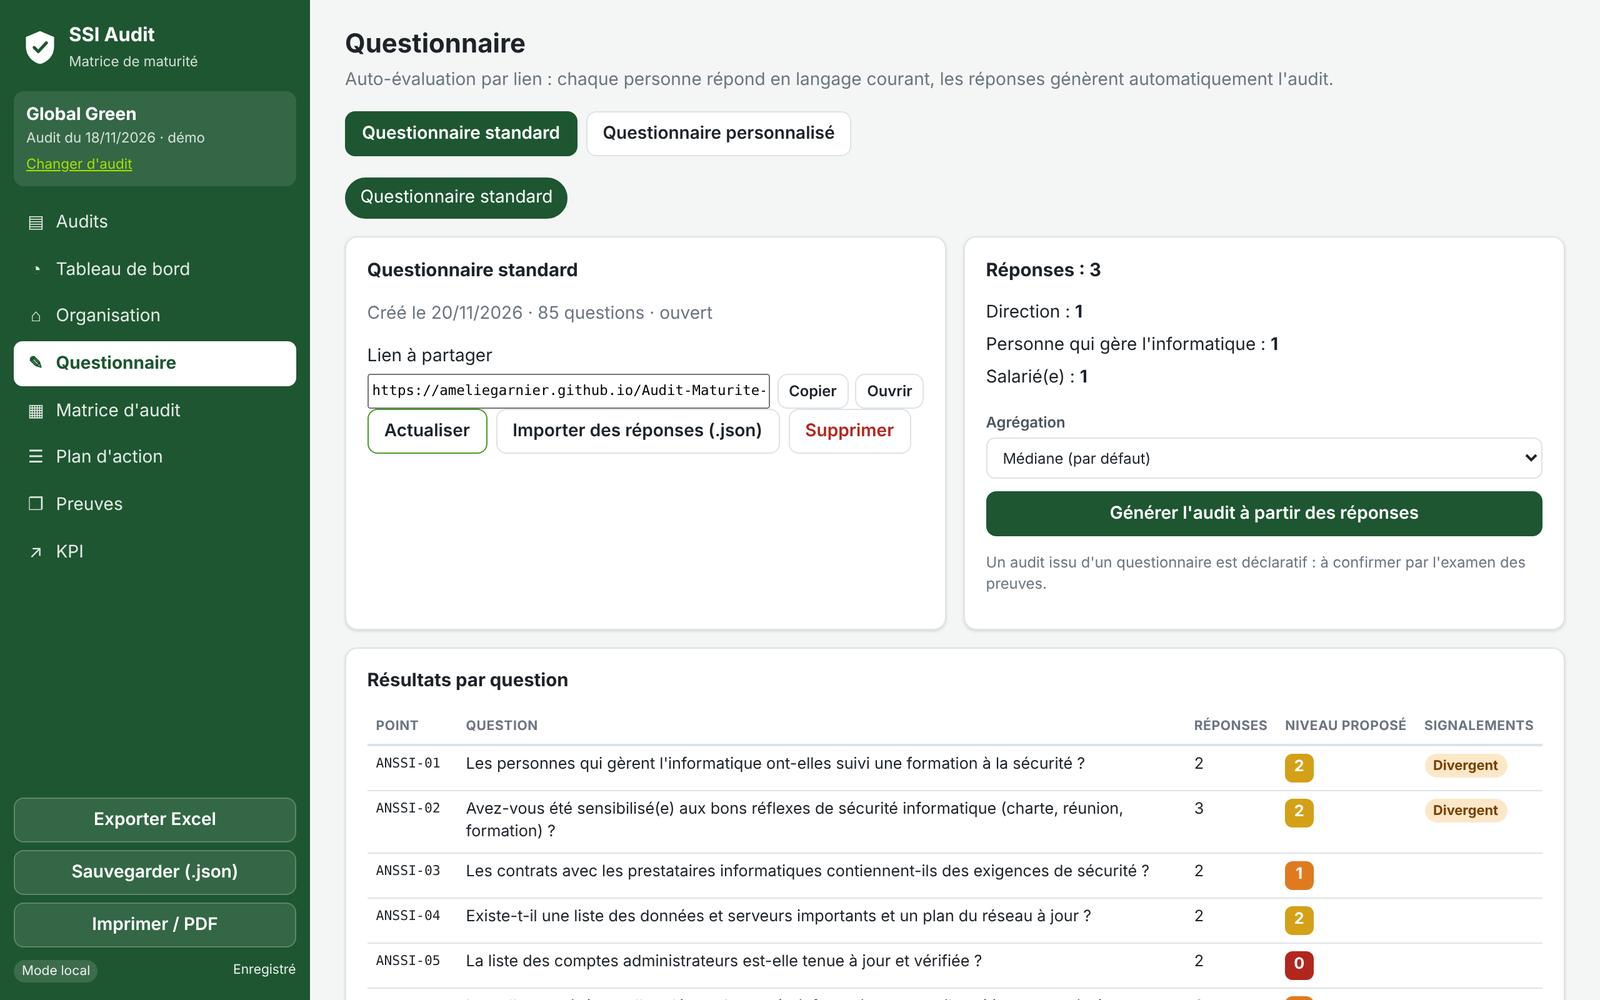 SSI Audit
Matrice de maturité
Global Green
Audit du 18/11/2026 · démo
Changer d'audit
Audits
Tableau de bord
Organisation
Questionnaire
Matrice d'audit
Plan d'action
Preuves
KPI
Exporter Excel
Sauvegarder (.json)
Imprimer / PDF
Mode local
Enregistré
Questionnaire
Auto-évaluation par lien : chaque personne répond en langage courant, les réponses génèrent automatiquement l'audit.
Questionnaire standard
Questionnaire personnalisé
Questionnaire standard
Questionnaire standard
Créé le 20/11/2026 · 85 questions · ouvert
Lien à partager
https://ameliegarnier.github.io/Audit-Maturite-
Copier
Ouvrir
Actualiser
Importer des réponses (.json)
Supprimer
Réponses : 3
Direction : 1
Personne qui gère l'informatique : 1
Salarié(e) : 1
Agrégation
Médiane (par défaut)
Générer l'audit à partir des réponses
Un audit issu d'un questionnaire est déclaratif : à confirmer par l'examen des
preuves.
Résultats par question
POINT QUESTION RÉPONSES NIVEAU PROPOSÉ SIGNALEMENTS
ANSSI-01 Les personnes qui gèrent l'informatique ont-elles suivi une formation à la sécurité ? 2 2 Divergent
ANSSI-02 Avez-vous été sensibilisé(e) aux bons réflexes de sécurité informatique (charte, réunion, 3 2 Divergent
formation) ?
ANSSI-03 Les contrats avec les prestataires informatiques contiennent-ils des exigences de sécurité ? 2 1
ANSSI-04 Existe-t-il une liste des données et serveurs importants et un plan du réseau à jour ? 2 2
ANSSI-05 La liste des comptes administrateurs est-elle tenue à jour et vérifiée ? 2 0